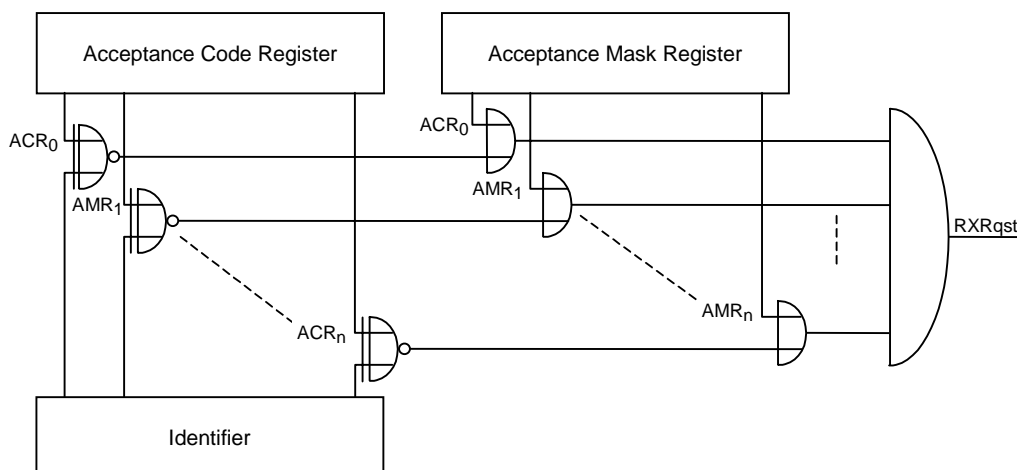 Acceptance Code Register
Acceptance Mask Register
ACR0
ACR0
AMR1
AMR1
RXRqst
ACRn
AMRn
Identifier